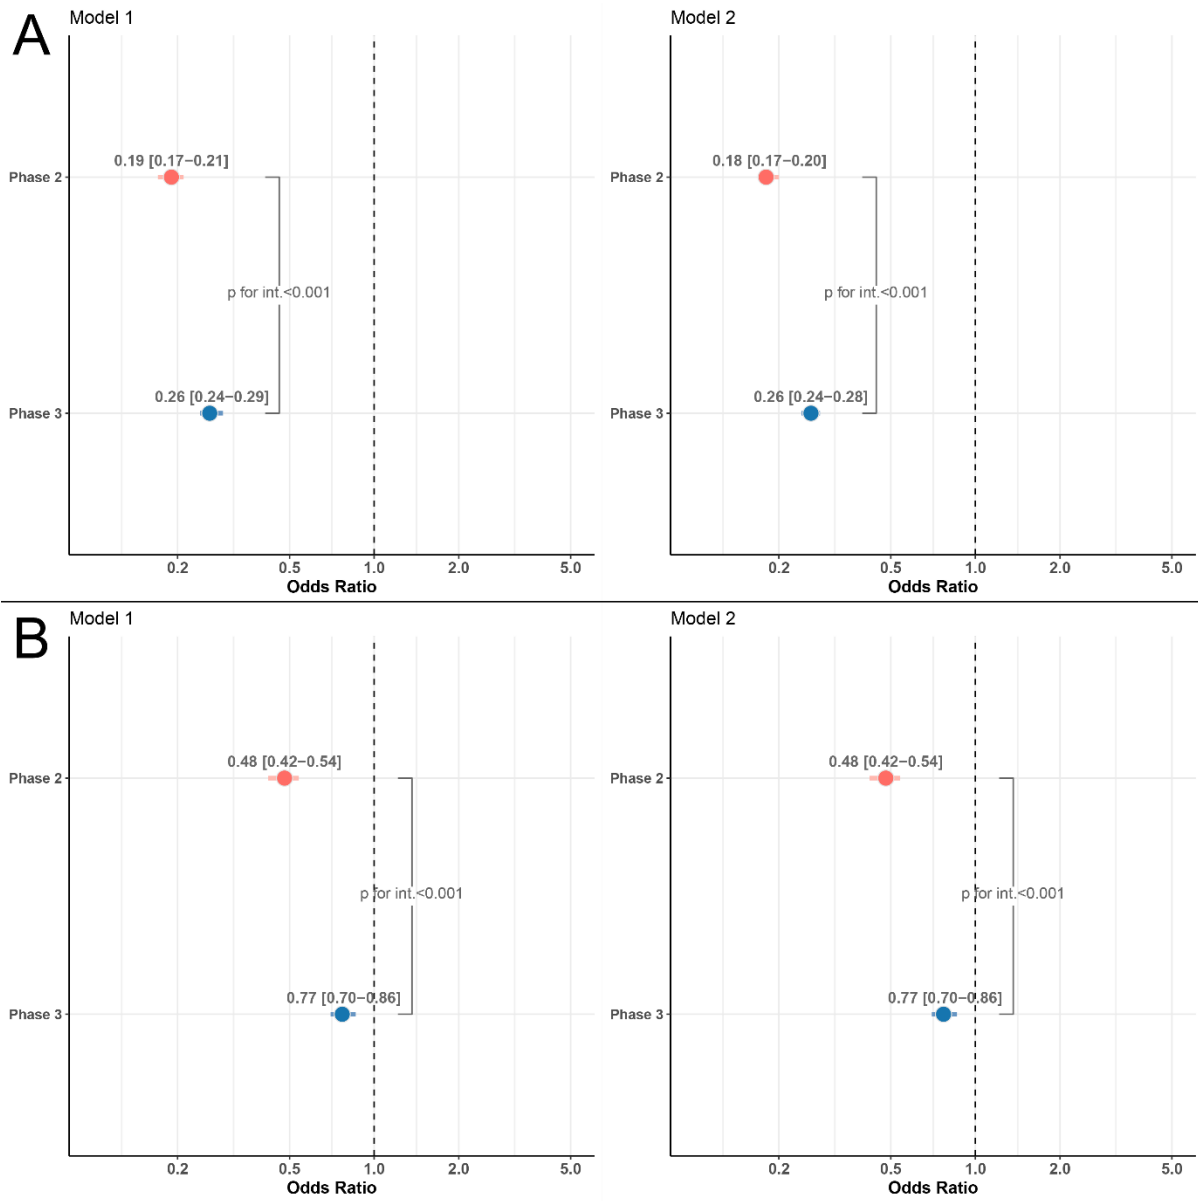 A
Model 1
Model 2
0.19 [0.17−0.21]
0.18 [0.17−0.20]
Phase 2
Phase 2
p for int.<0.001
p for int.<0.001
0.26 [0.24−0.29]
0.26 [0.24−0.28]
Phase 3
Phase 3
0.2 0.5 1.0 2.0 5.0
0.2 0.5 1.0 2.0 5.0
Odds Ratio
Odds Ratio
B
Model 1
Model 2
0.48 [0.42−0.54]
0.48 [0.42−0.54]
Phase 2
Phase 2
p for int.<0.001
p for int.<0.001
0.77 [0.70−0.86]
0.77 [0.70−0.86]
Phase 3
Phase 3
0.2 0.5 1.0 2.0 5.0
0.2 0.5 1.0 2.0 5.0
Odds Ratio
Odds Ratio